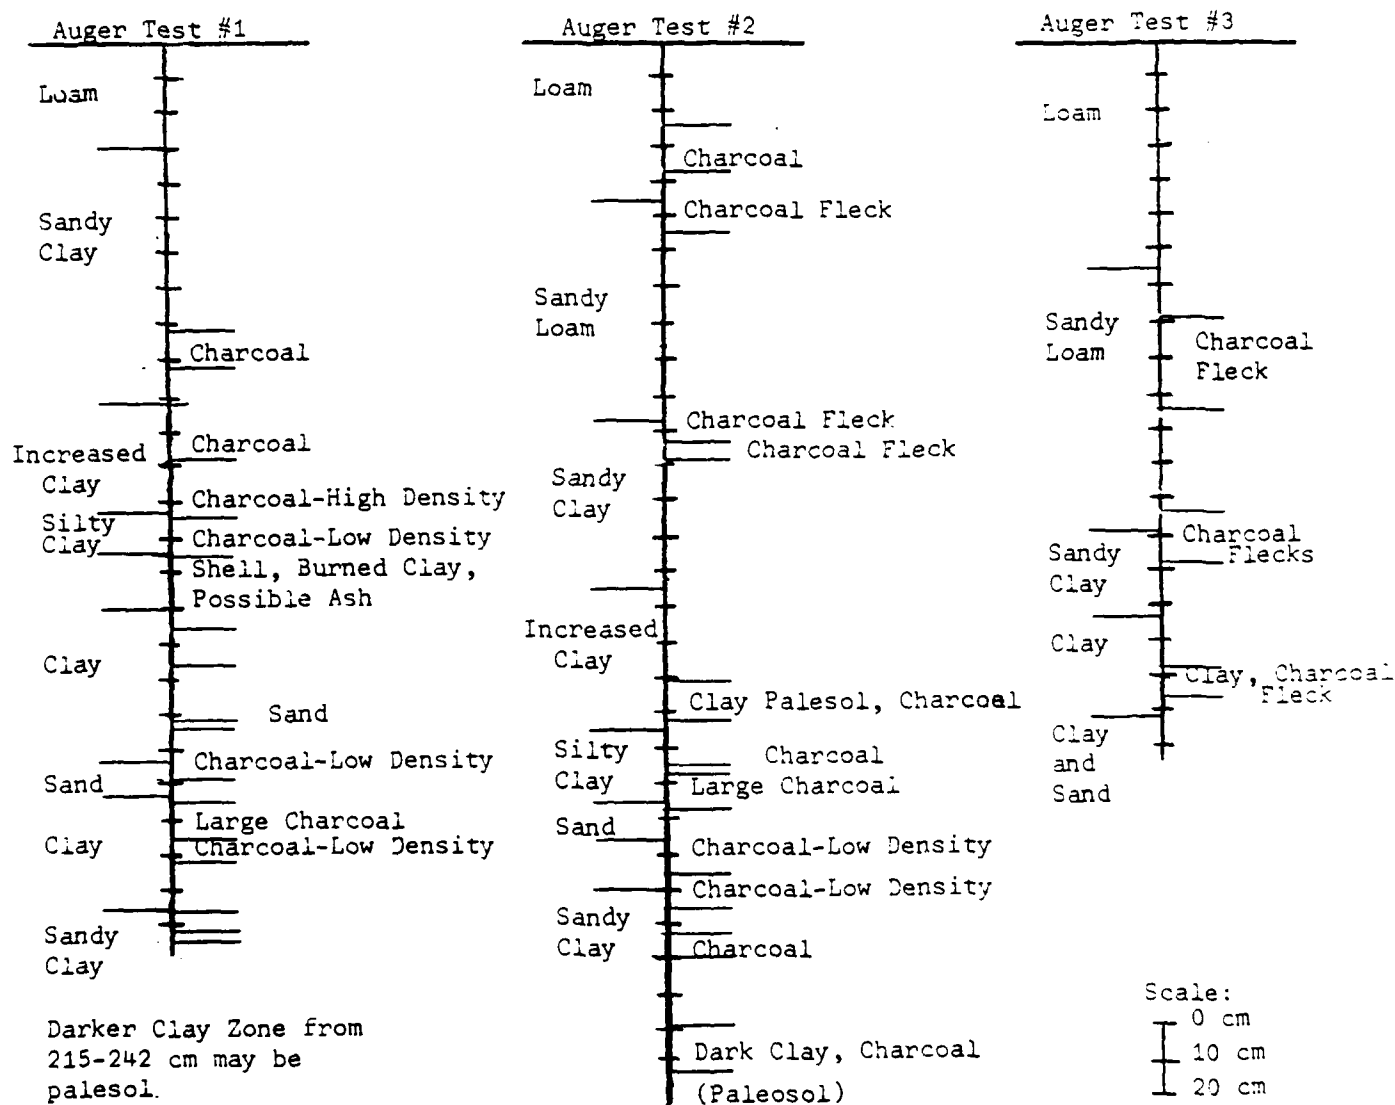 Auger Test #1
Loam
Sandy
Clay
Charcoal
Increased
Clay
Charcoal
Charcoal-High Density
Silty
Clay
Charcoal-Low Density
Shell, Burned Clay,
Possible Ash
Clay
Sand
Charcoal-Low Density
Sand
Large Charcoal
Clay
Charcoal-Low Density
Sandy
Clay
Darker Clay Zone from
215-242 cm may be
palesol.
Auger Test #2
Loam
Charcoal
Charcoal Fleck
Sandy
Loam
Charcoal Fleck
Charcoal Fleck
Sandy
Clay
Increased
Clay
Clay Palesol, Charcoal
Silty
Clay
Charcoal
Large Charcoal
Sand
Charcoal-Low Density
Charcoal-Low Density
Sandy
Clay
Charcoal
Dark Clay, Charcoal
(Paleosol)
Auger Test #3
Loam
Sandy
Loam
Charcoal
Fleck
Charcoal
Flecks
Sandy
Clay
Clay
Clay, Charcoal
Fleck
Clay
and
Sand
Scale:
0 cm
10 cm
20 cm